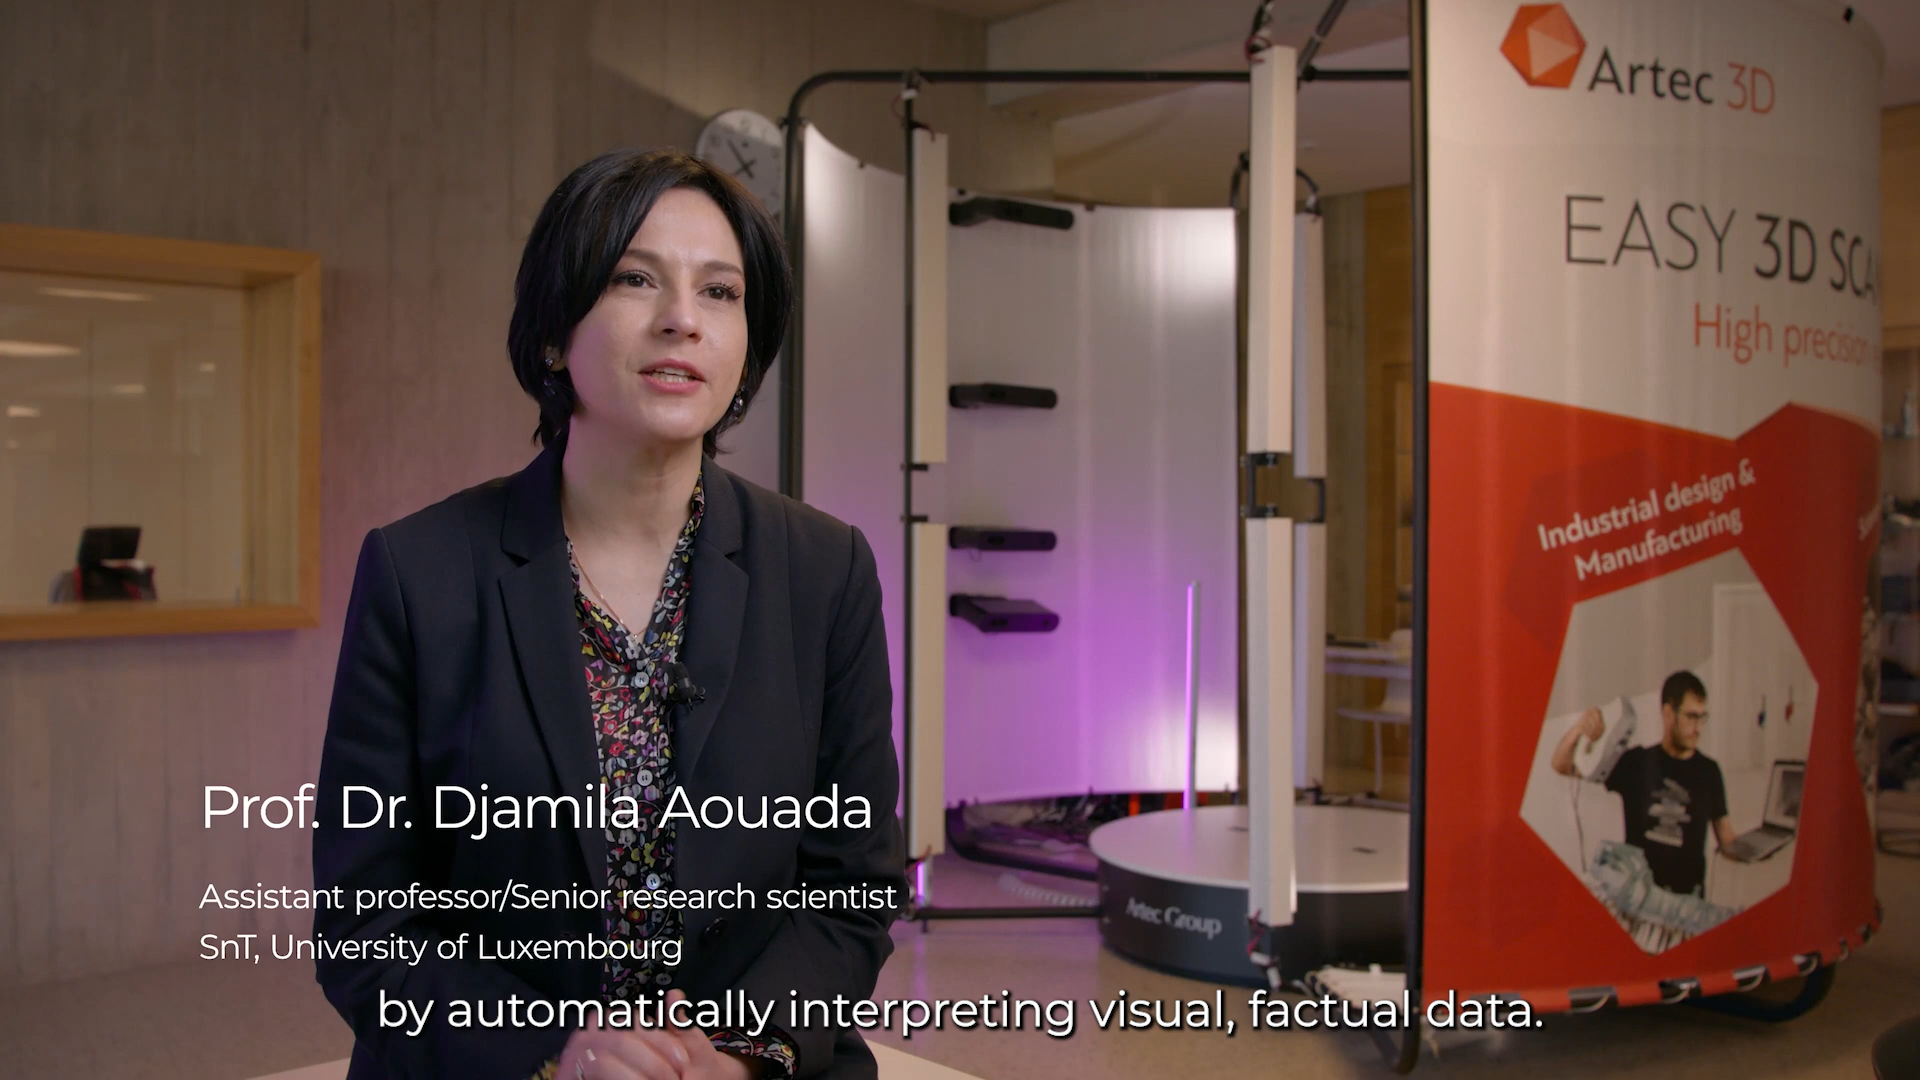 Artec 3D
EASY 3D
High precision
Industrial design &
Manufacturing
Artec Group
Prof. Dr. Djamila Aouada
Assistant professor/Senior research scientist
SnT, University of Luxembourg
by automatically interpreting visual, factual data.